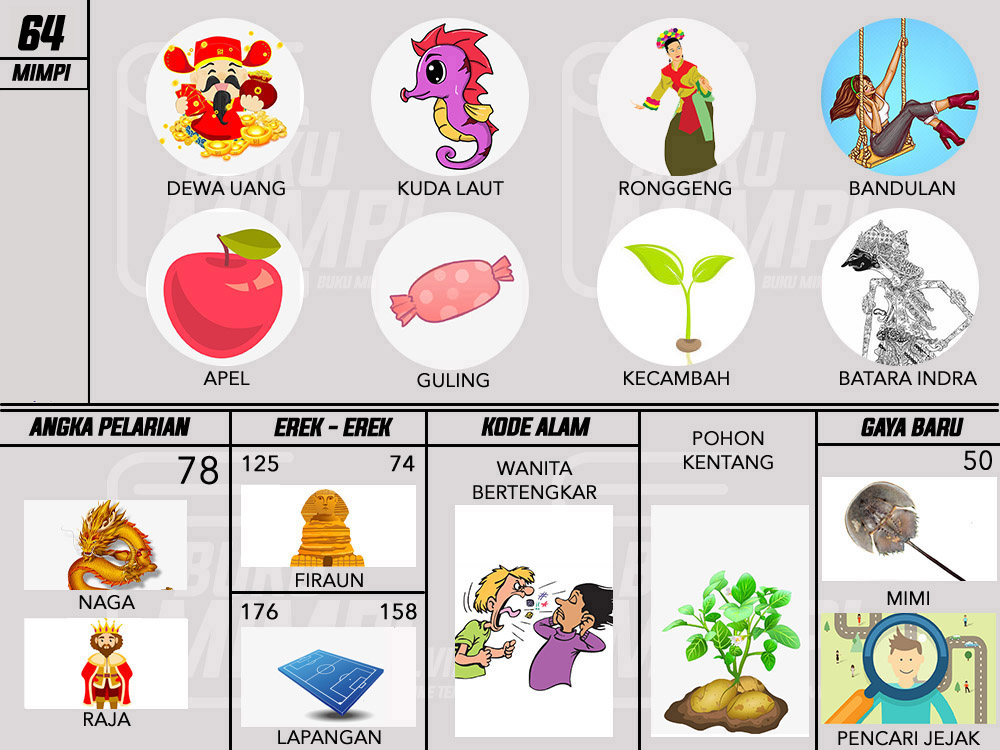 64
MIMPI
DEWA UANG
KUDA LAUT
RONGGENG
BANDULAN
APEL
GULING
KECAMBAH
BATARA INDRA
ANGKA PELARIAN
78
NAGA
RAJA
EREK - EREK
125 74
FIRAUN
176 158
LAPANGAN
KODE ALAM
WANITA
BERTENGKAR
POHON
KENTANG
GAYA BARU
50
MIMI
PENCARI JEJAK
BUKU
MIMPI